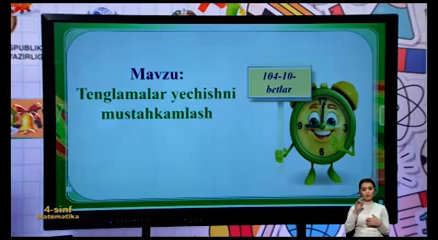 Mavzu:
Tenglamalar yechishni
mustahkamlash
104-10-
betlar
4-sinf
Matematika